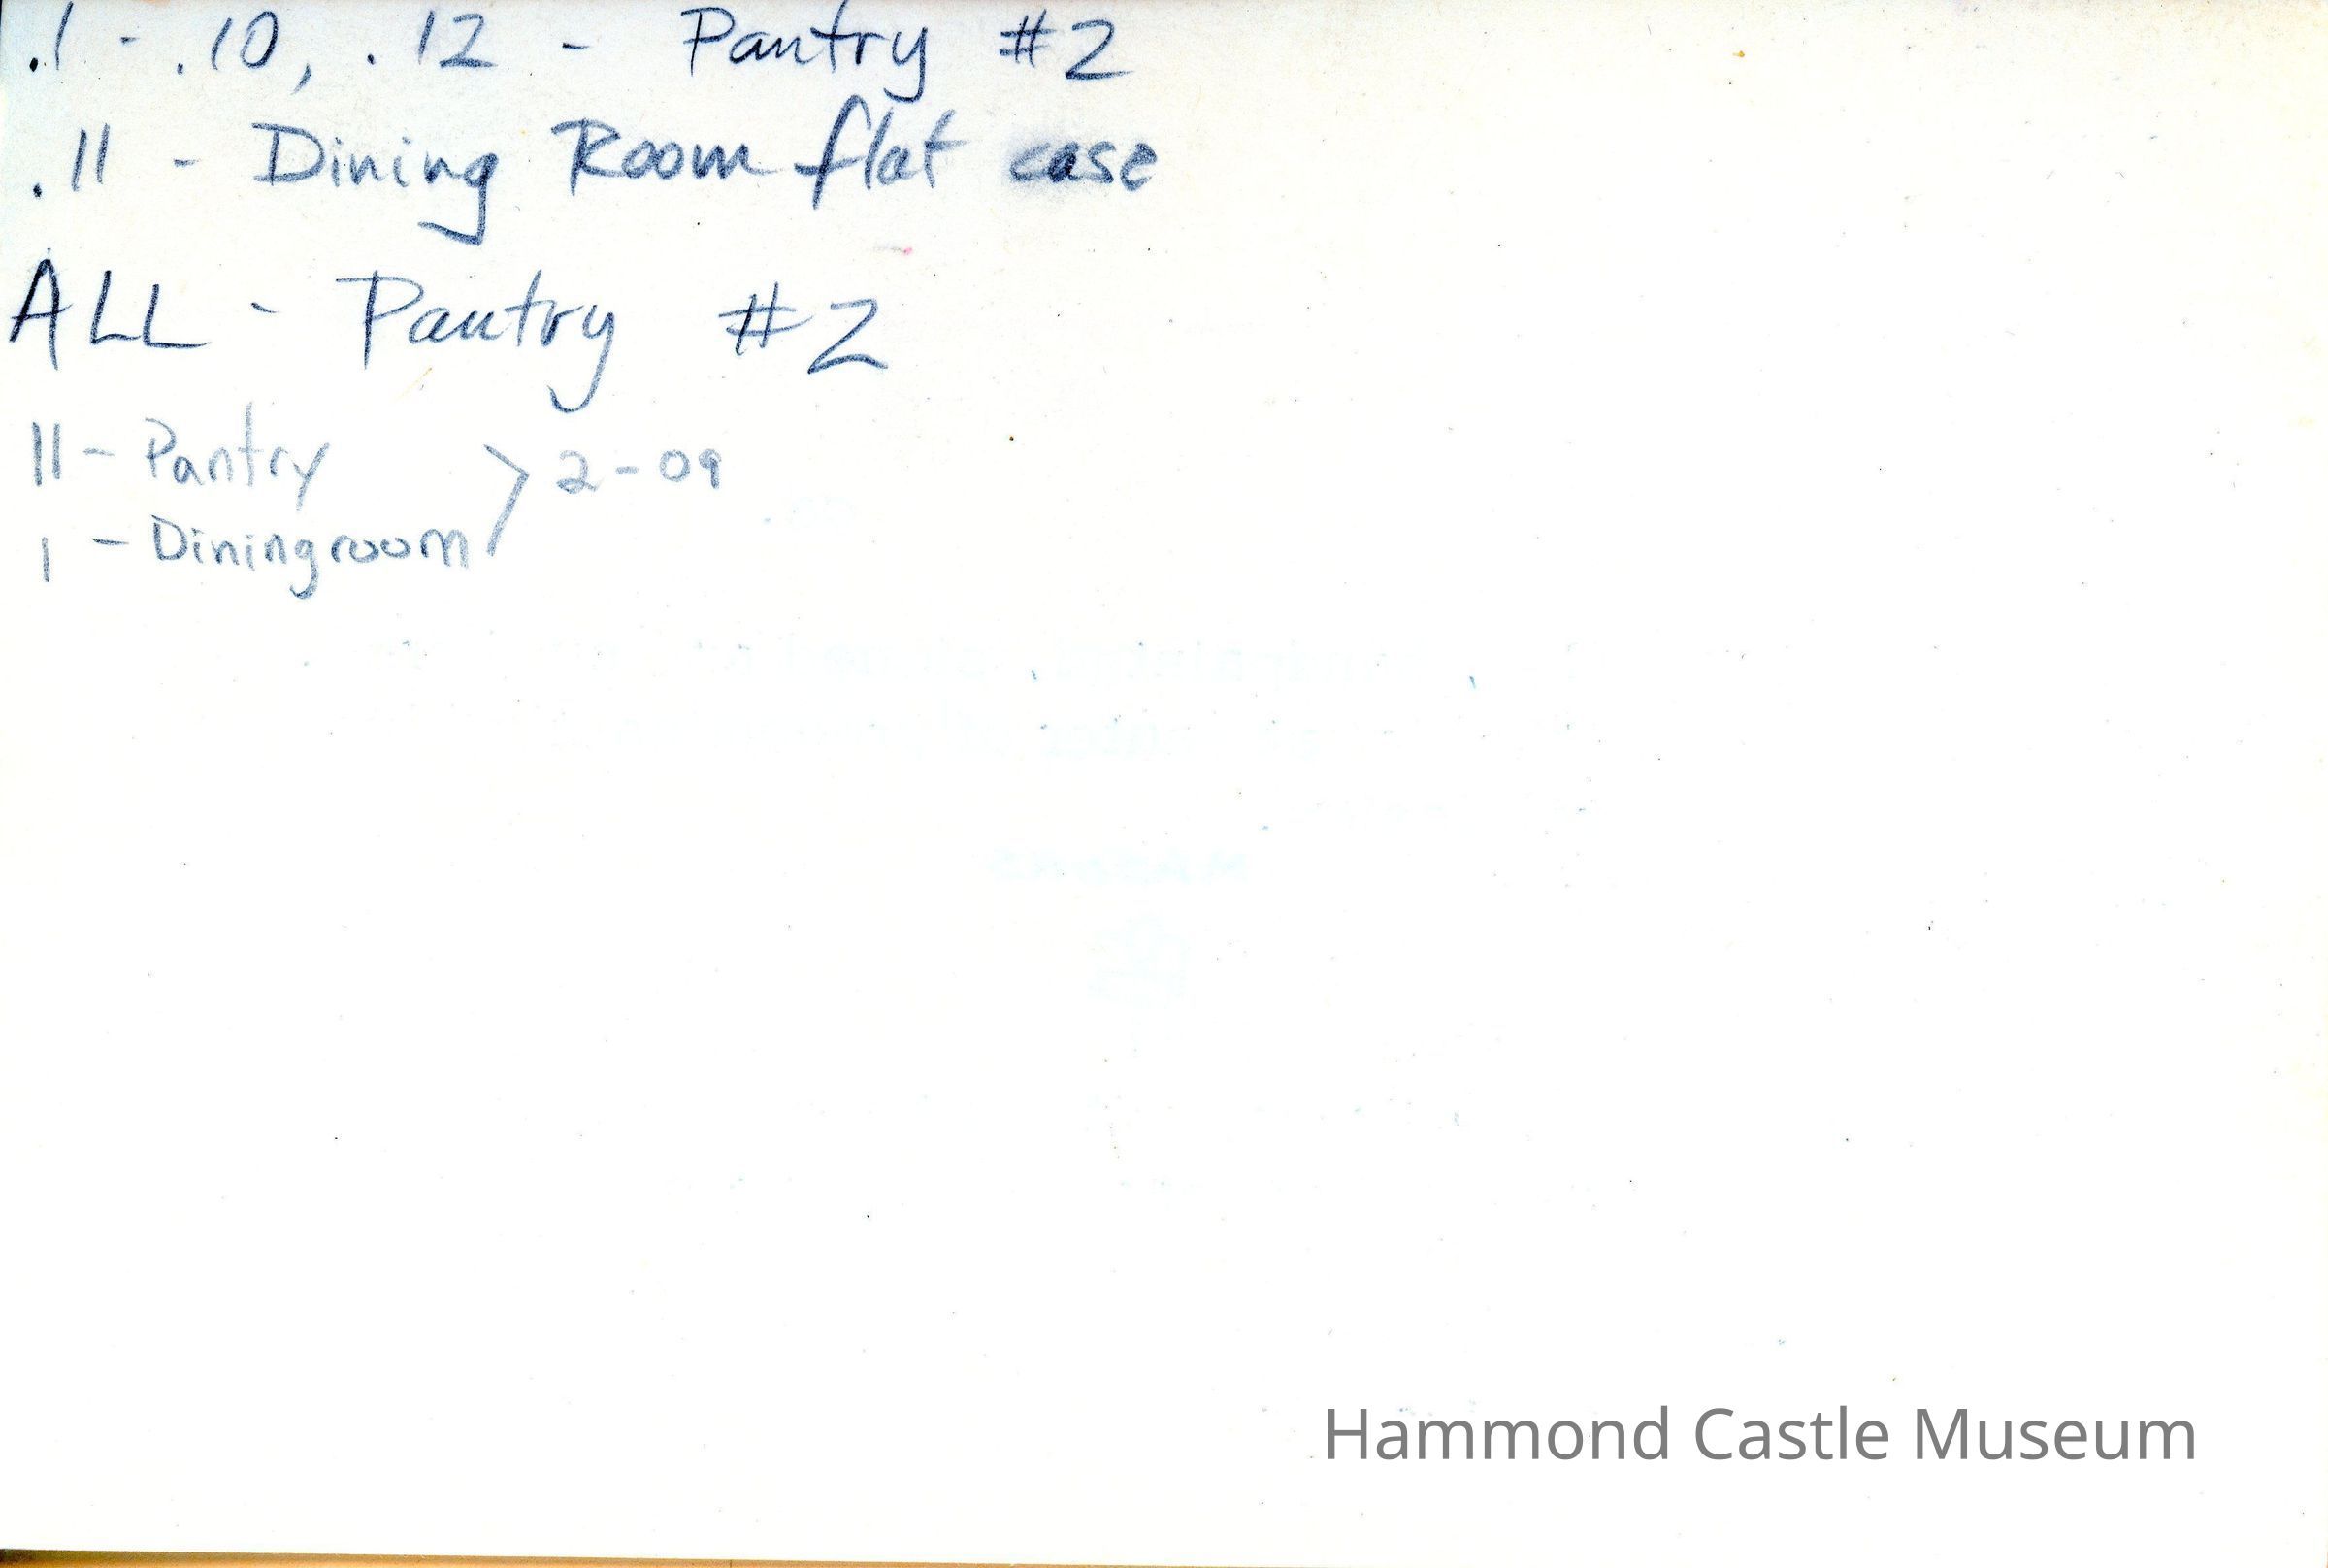 .1 - .10, .12 - Pantry #2
.11 - Dining Room flat case
ALL - Pantry #2
11 - Pantry > 2-09
1 - Diningroom
Hammond Castle Museum